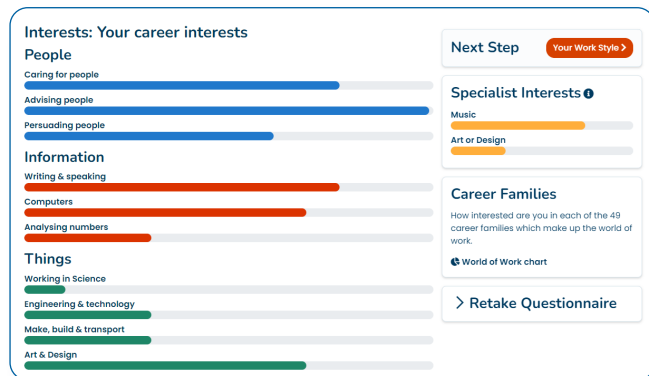 Interests: Your career interests
People
Caring for people
Advising people
Persuading people
Information
Writing & speaking
Computers
Analysing numbers
Things
Working in Science
Engineering & technology
Make, build & transport
Art & Design
Next Step
Your Work Style >
Specialist Interests
Music
Art or Design
Career Families
How interested are you in each of the 49
career families which make up the world of
work.
World of Work chart
> Retake Questionnaire